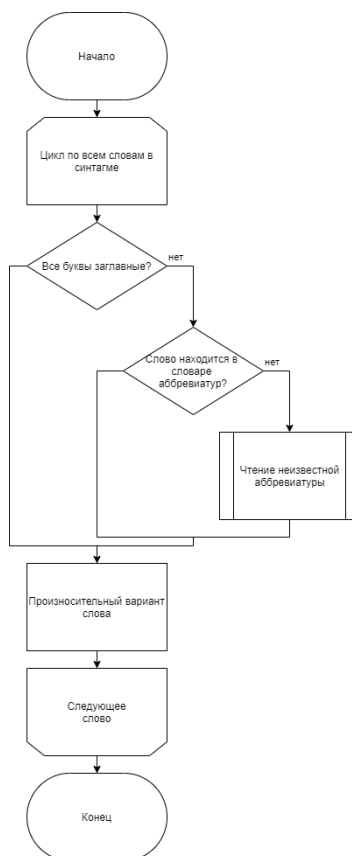 Начало
Цикл по всем словам в
синтагме
Все буквы заглавные?
нет
Слово находится в
словаре
аббревиатур?
нет
Чтение неизвестной
аббревиатуры
Произносительный вариант
слова
Следующее
слово
Конец